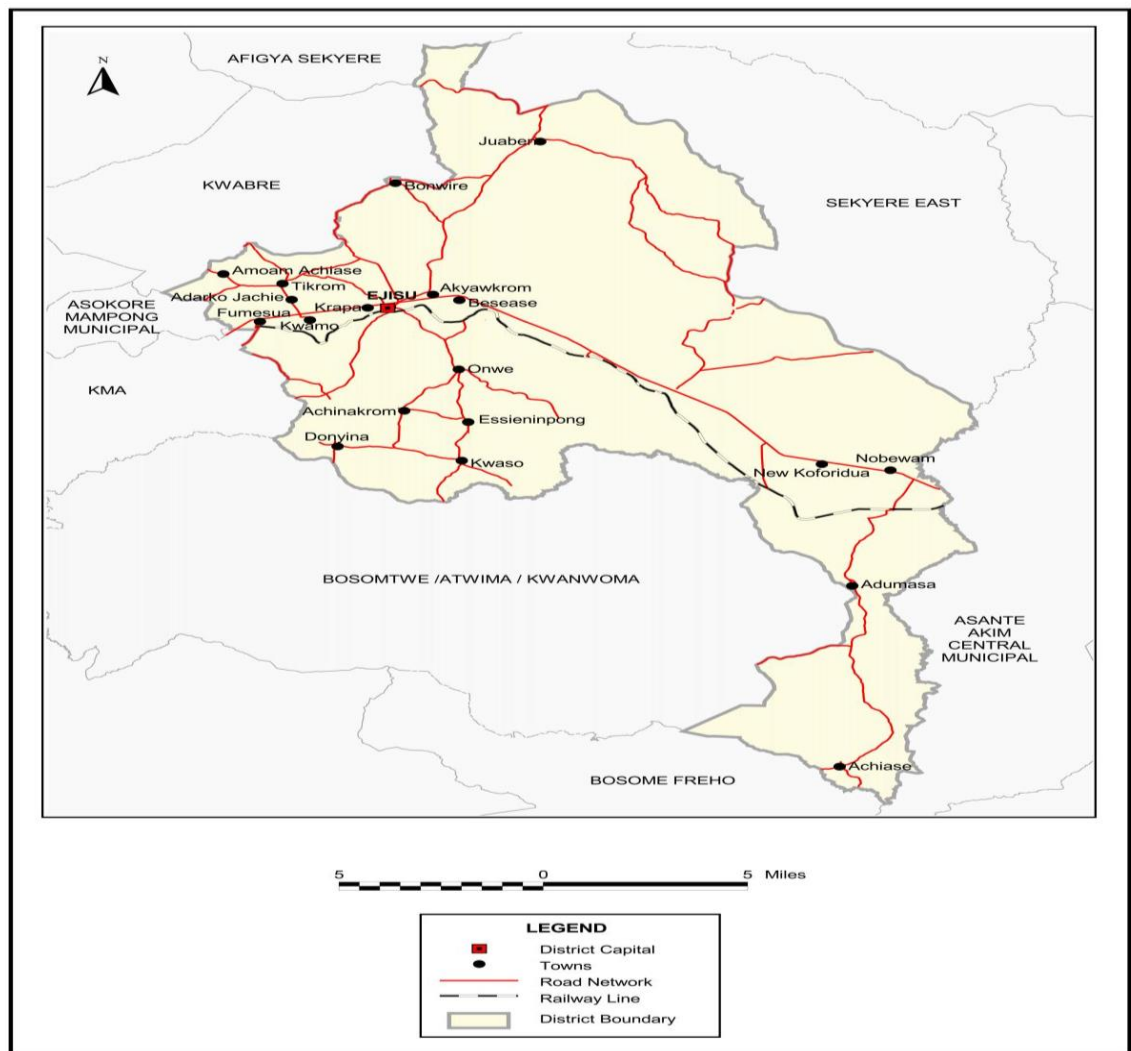 N
AFIGYA SEKYERE
Juaben
KWABRE
Bonwire
SEKYERE EAST
Amoam Achiase
Tikrom
Adarko Jachie
EJISU
Akyawkrom
Krapa
Besease
ASOKORE
MAMPONG
MUNICIPAL
Fumesua
Kwamo
KMA
Onwe
Achinakrom
Essieninpong
Donyina
Kwaso
Nobewam
New Koforidua
BOSOMTWE /ATWIMA / KWANWOMA
Adumasa
ASANTE
AKIM
CENTRAL
MUNICIPAL
Achiase
BOSOME FREHO
5 0 5 Miles
LEGEND
District Capital
Towns
Road Network
Railway Line
District Boundary